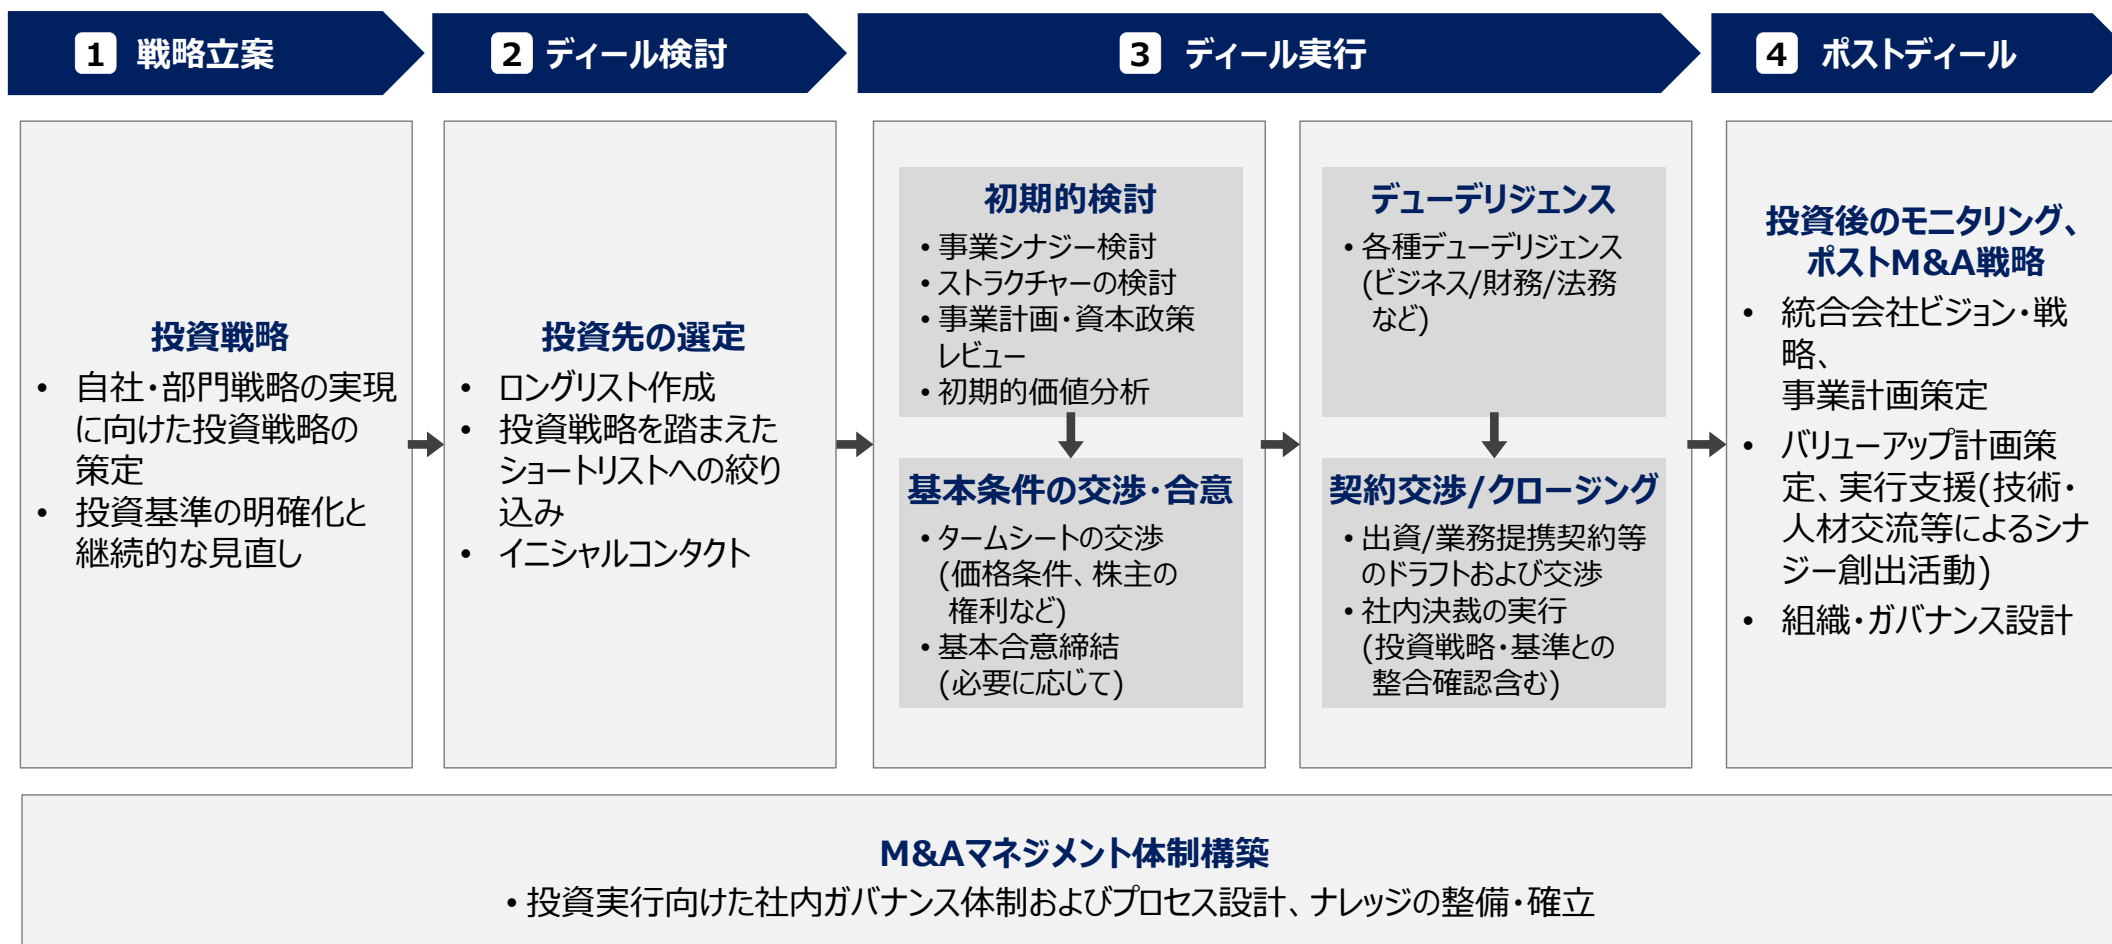 1 戦略立案
2 ディール検討
3 ディール実行
4 ポストディール
投資戦略
• 自社・部門戦略の実現
に向けた投資戦略の
策定
• 投資基準の明確化と
継続的な見直し
投資先の選定
• ロングリスト作成
• 投資戦略を踏まえた
ショートリストへの絞り
込み
• イニシャルコンタクト
初期的検討
• 事業シナジー検討
• ストラクチャーの検討
• 事業計画・資本政策
レビュー
• 初期的価値分析
基本条件の交渉・合意
• タームシートの交渉
(価格条件、株主の
権利など)
• 基本合意締結
(必要に応じて)
デューデリジェンス
• 各種デューデリジェンス
(ビジネス/財務/法務
など)
契約交渉/クロージング
• 出資/業務提携契約等
のドラフトおよび交渉
• 社内決裁の実行
(投資戦略・基準との
整合確認含む)
投資後のモニタリング、
ポストM&A戦略
• 統合会社ビジョン・戦
略、
事業計画策定
• バリューアップ計画策
定、実行支援(技術・
人材交流等によるシナ
ジー創出活動)
• 組織・ガバナンス設計
M&Aマネジメント体制構築
• 投資実行向けた社内ガバナンス体制およびプロセス設計、ナレッジの整備・確立